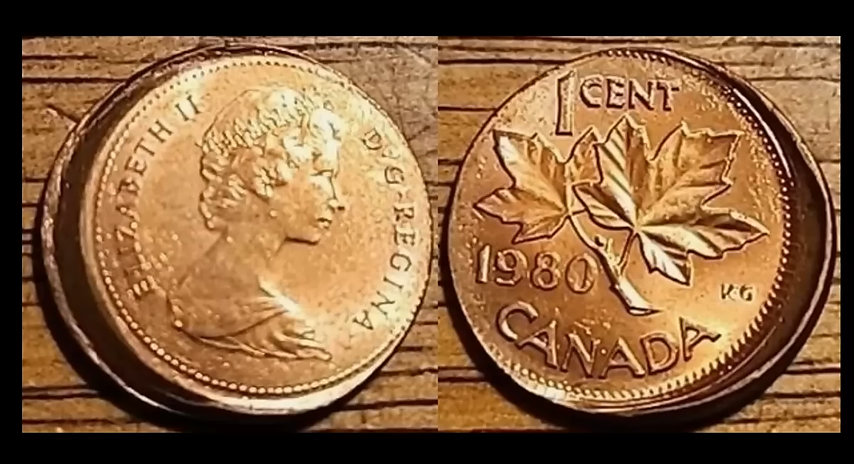 ELIZABETH II D·G·REGINA
1 CENT
1980
KG
CANADA